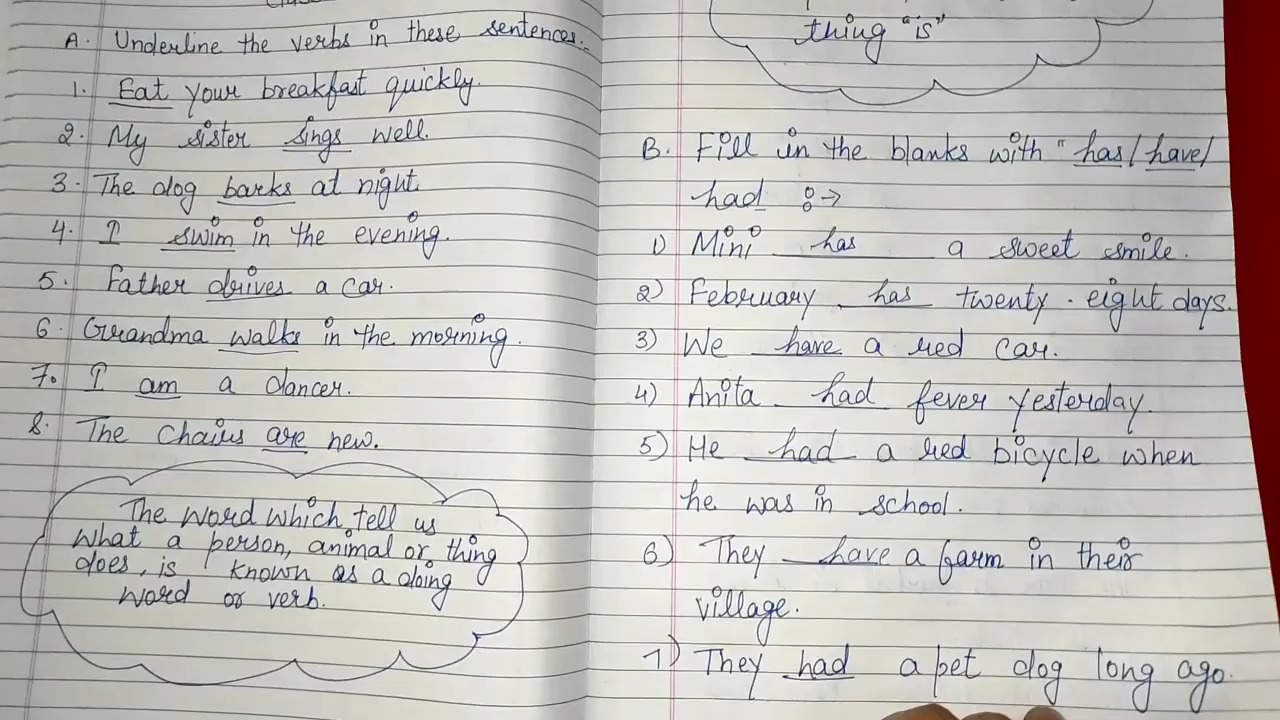 A. Underline the verbs in these sentences:-
1. Eat your breakfast quickly.
2. My sister sings well.
3. The dog barks at night
4. I swim in the evening.
5. Father drives a car.
6. Grandma walks in the morning.
7. I am a dancer.
8. The Chairs are new.
The word which tell us
what a person, animal or thing
does, is known as a doing
word or verb.
thing "is"
B. Fill in the blanks with "has/have/
had :→
1) Mini has a sweet smile.
2) February has twenty-eight days.
3) We have a red car.
4) Anita had fever yesterday.
5) He had a red bicycle when
he was in school.
6) They have a farm in their
village.
7) They had a pet dog long ago.